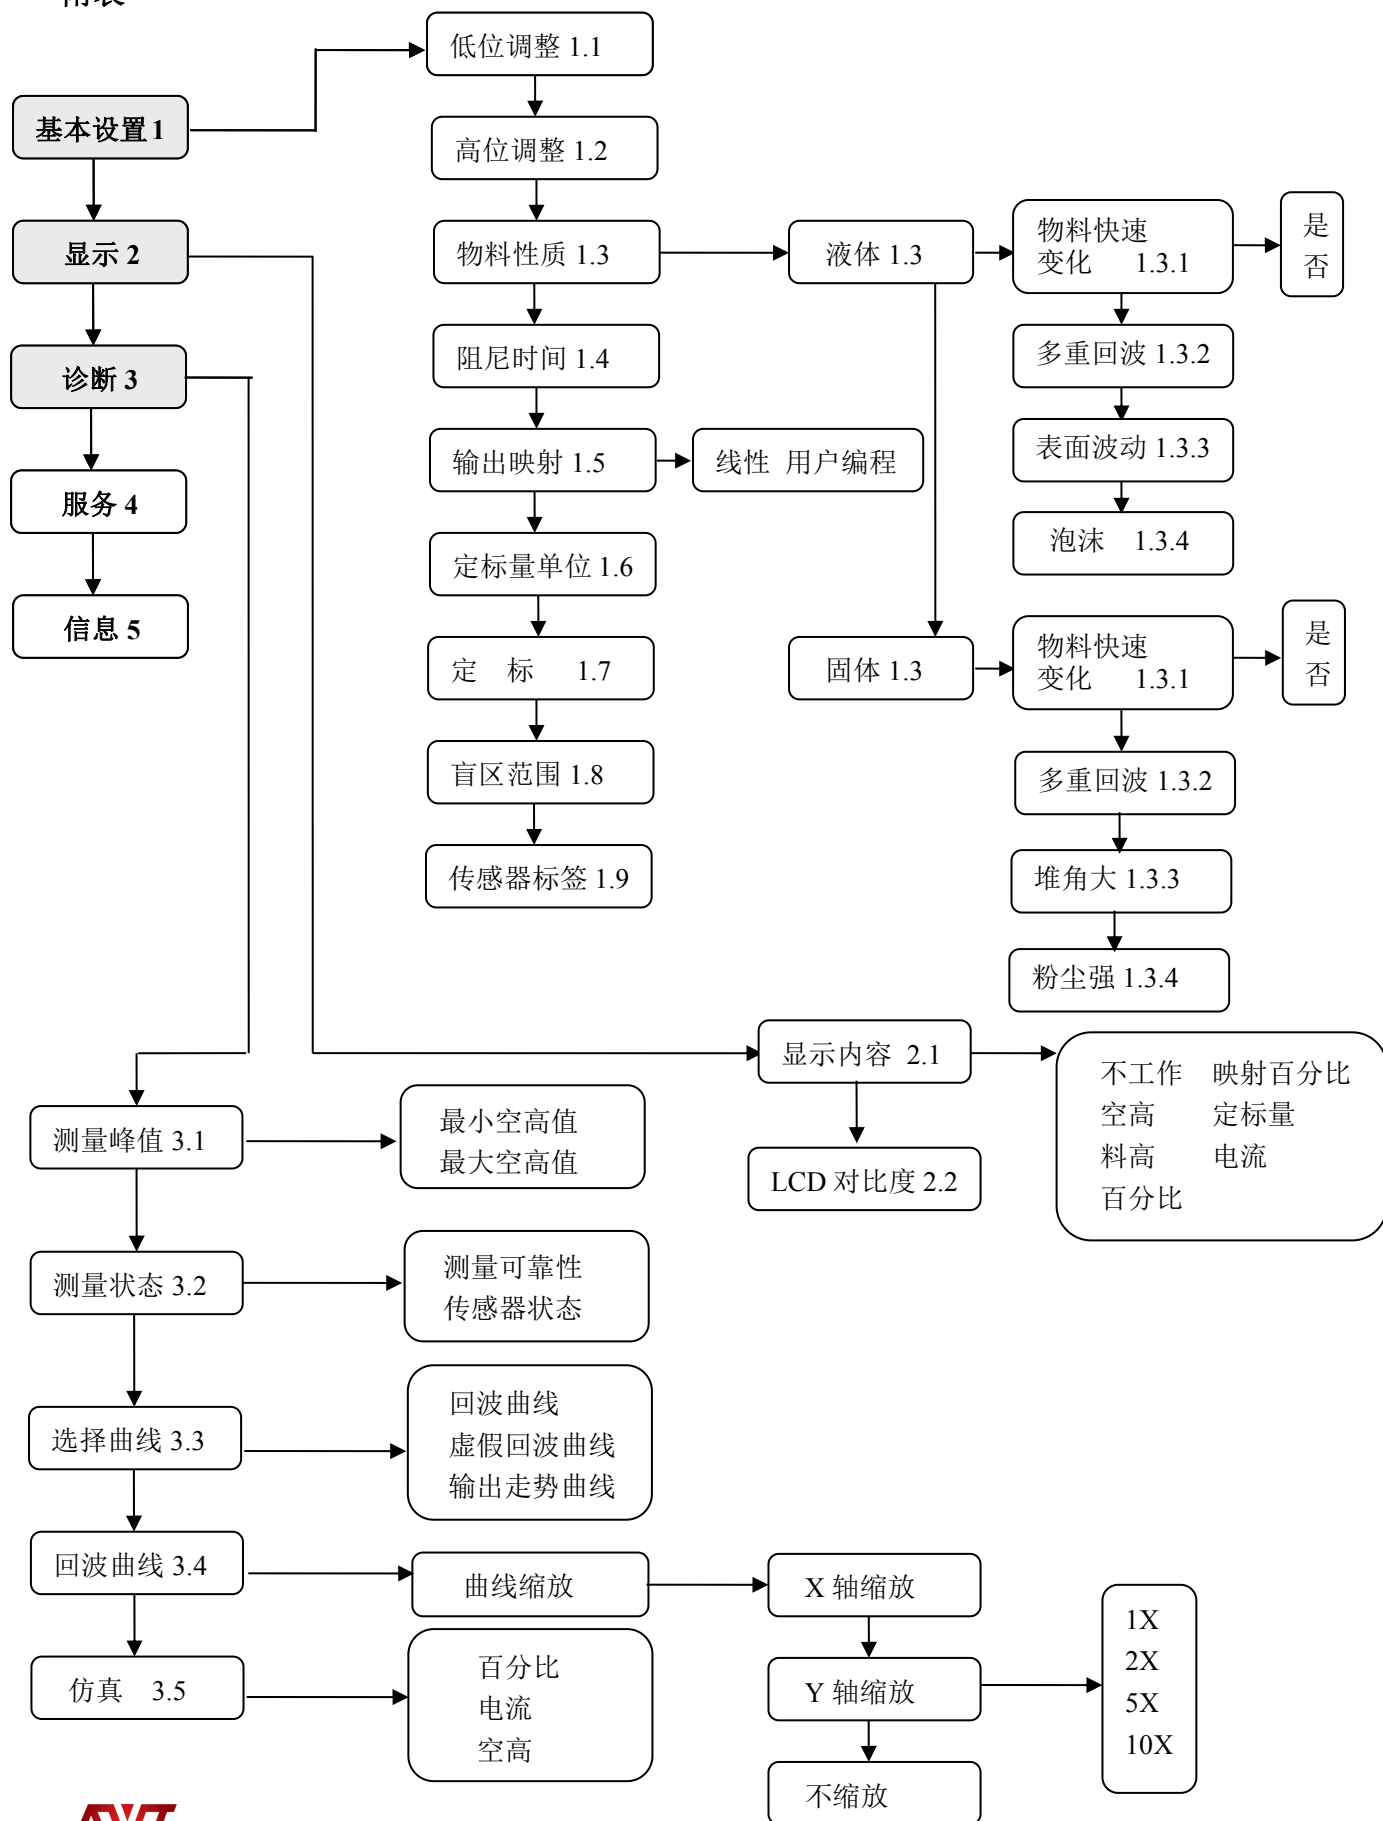 基本设置 1
显示 2
诊断 3
服务 4
信息 5
低位调整 1.1
高位调整 1.2
物料性质 1.3
阻尼时间 1.4
输出映射 1.5
线性 用户编程
定标量单位 1.6
定 标 1.7
盲区范围 1.8
传感器标签 1.9
液体 1.3
物料快速
变化 1.3.1
是
否
多重回波 1.3.2
表面波动 1.3.3
泡沫 1.3.4
固体 1.3
物料快速
变化 1.3.1
是
否
多重回波 1.3.2
堆角大 1.3.3
粉尘强 1.3.4
显示内容 2.1
不工作 映射百分比
空高 定标量
料高 电流
百分比
LCD 对比度 2.2
测量峰值 3.1
最小空高值
最大空高值
测量状态 3.2
测量可靠性
传感器状态
选择曲线 3.3
回波曲线
虚假回波曲线
输出走势曲线
回波曲线 3.4
曲线缩放
X 轴缩放
Y 轴缩放
不缩放
1X
2X
5X
10X
仿真 3.5
百分比
电流
空高